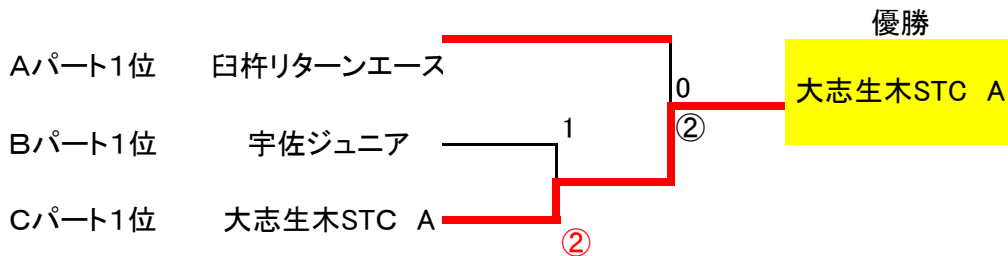 優勝
Aパート1位 臼杵リターンエース
0
大志生木STC A
②
Bパート1位 宇佐ジュニア
1
Cパート1位 大志生木STC A
②